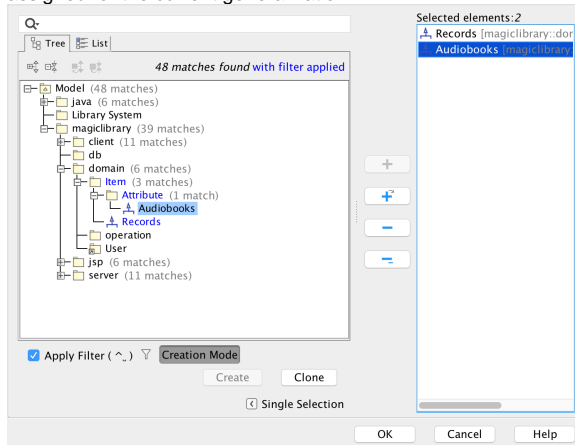 Selected elements:2
Tree
List
48 matches found with filter applied
Model (48 matches)
java (6 matches)
Library System
magiclibrary (39 matches)
client (11 matches)
db
domain (6 matches)
Item (3 matches)
Attribute (1 match)
Audiobooks
Records
operation
User
jsp (6 matches)
server (11 matches)
Records [magiclibrary::dor
Audiobooks [magiclibrary:
Apply Filter ( ^_ ) Creation Mode
Create Clone
Single Selection
OK Cancel Help